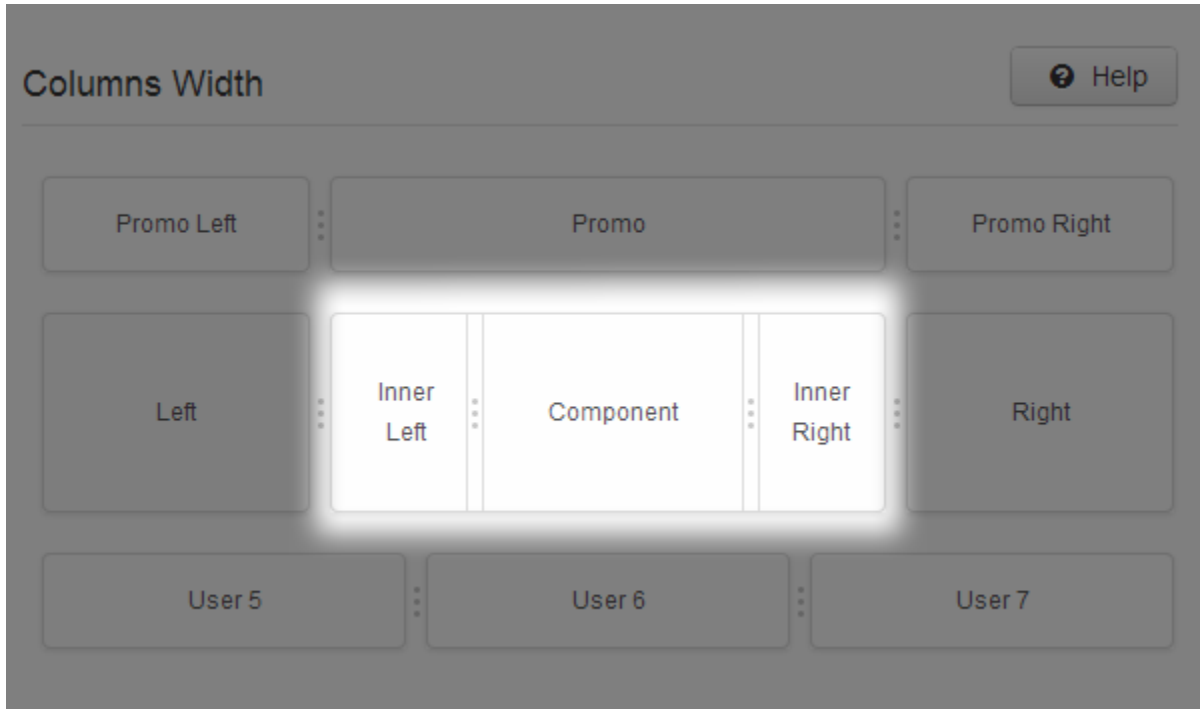 Columns Width
Help
Promo Left
Promo
Promo Right
Left
Inner
Left
Component
Inner
Right
Right
User 5
User 6
User 7